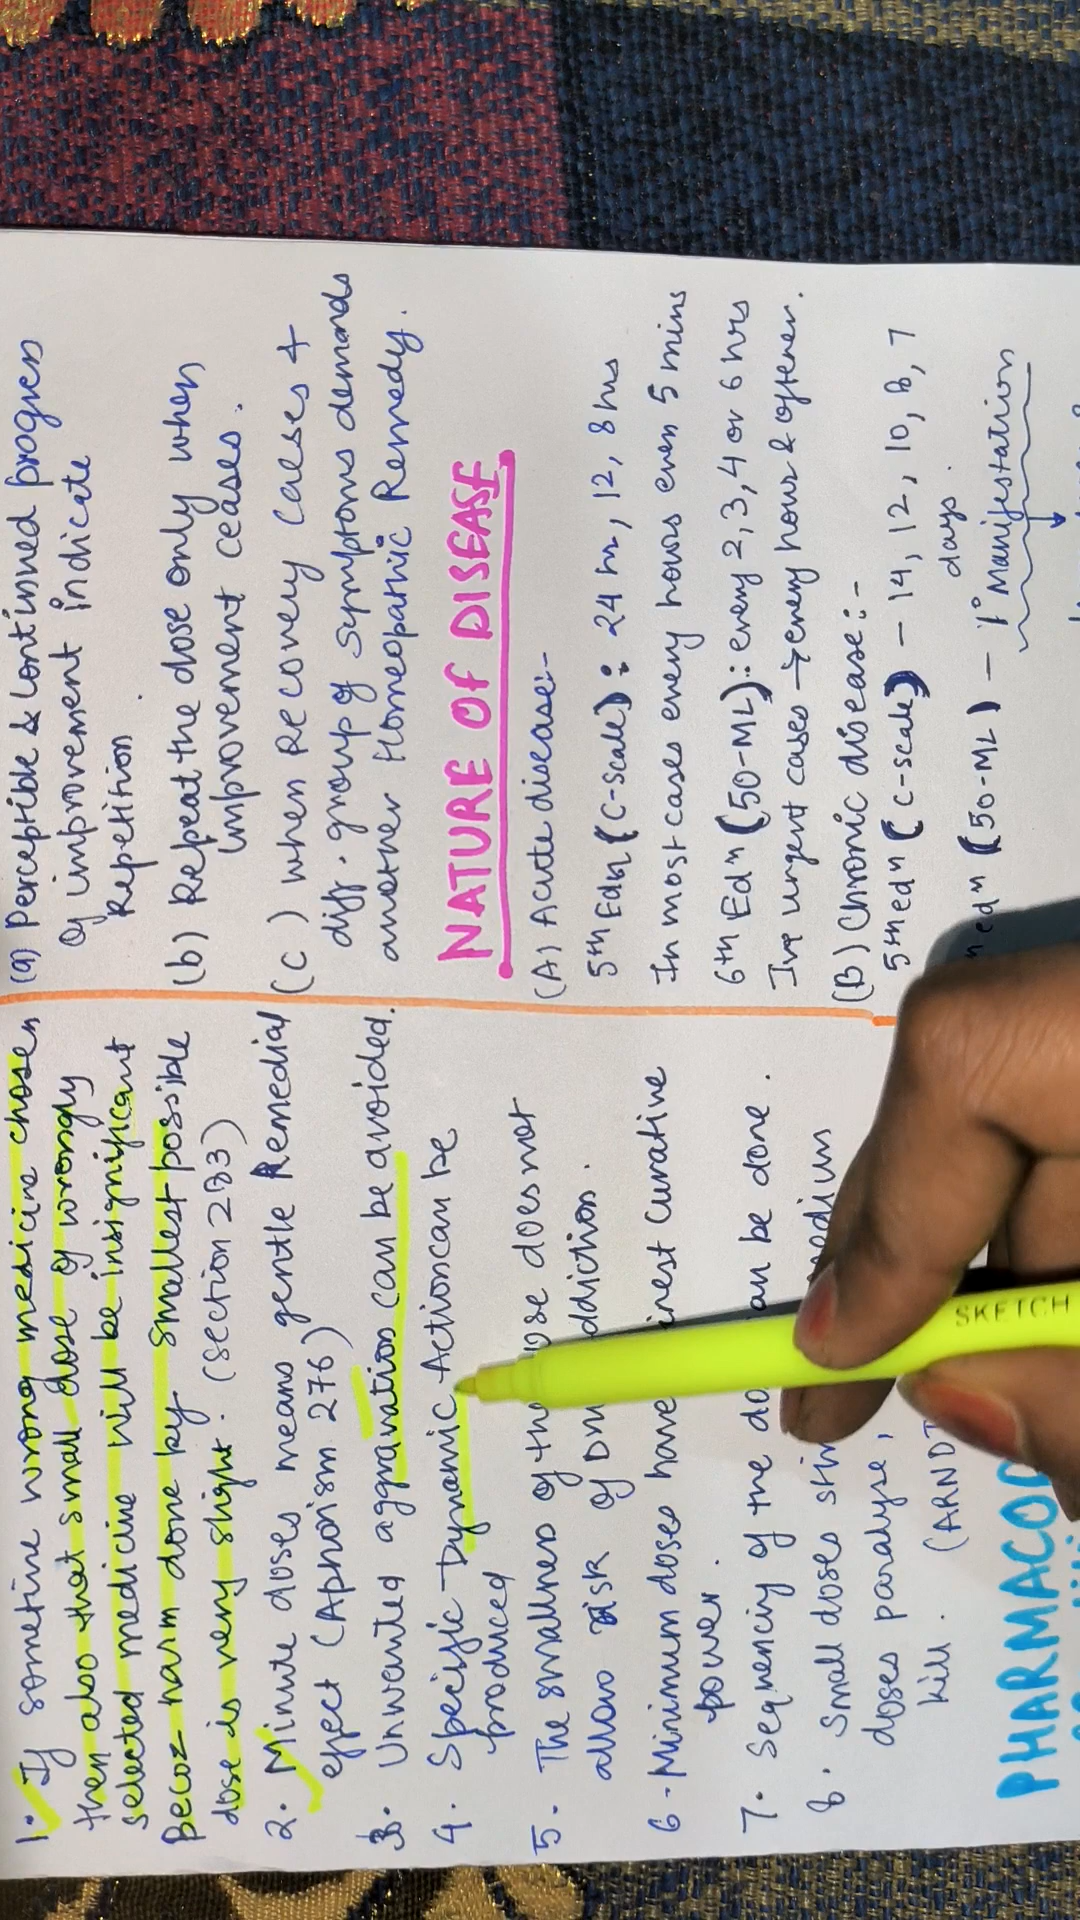 1. If sometime wrong medicine chosen
then also that small dose of wrongly
selected medicine will be insignificant
Becoz harm done by smallest possible
dose is very slight. (Section 283)
2. Minute doses means gentle Remedial
effect (Aphorism 276)
3. Unwanted aggravation can be avoided.
4. Specific Dynamic Action can be
produced
5. The smallness of the dose does not
allow risk of addiction.
6 - Minimum doses have finest curative
power.
7. Sequencing of the can be done.
8. Small doses
doses paralyse,
kill. (ARNDT
PHARMACO
(a) Perceptible & Continued progress
of improvement indicate
Repetition.
(b) Repeat the dose only when
improvement ceases.
(c) when recovery Cases &
diff. group of symptoms demands
another Homeopathic Remedy.
NATURE OF DISEASE
(A) Acute disease:-
5th Edn (C-scale): 24 hr, 12, 8 hrs
In most cases every hours even 5 mins
6th Edn (50-ML): every 2, 3, 4 or 6 hrs
In urgent cases → every hour & oftener.
(B) Chronic disease:-
5th edn (C-scale) - 14, 12, 10, 8, 7
days.
edn (50-ML) - 1° Manifestation
SKETCH